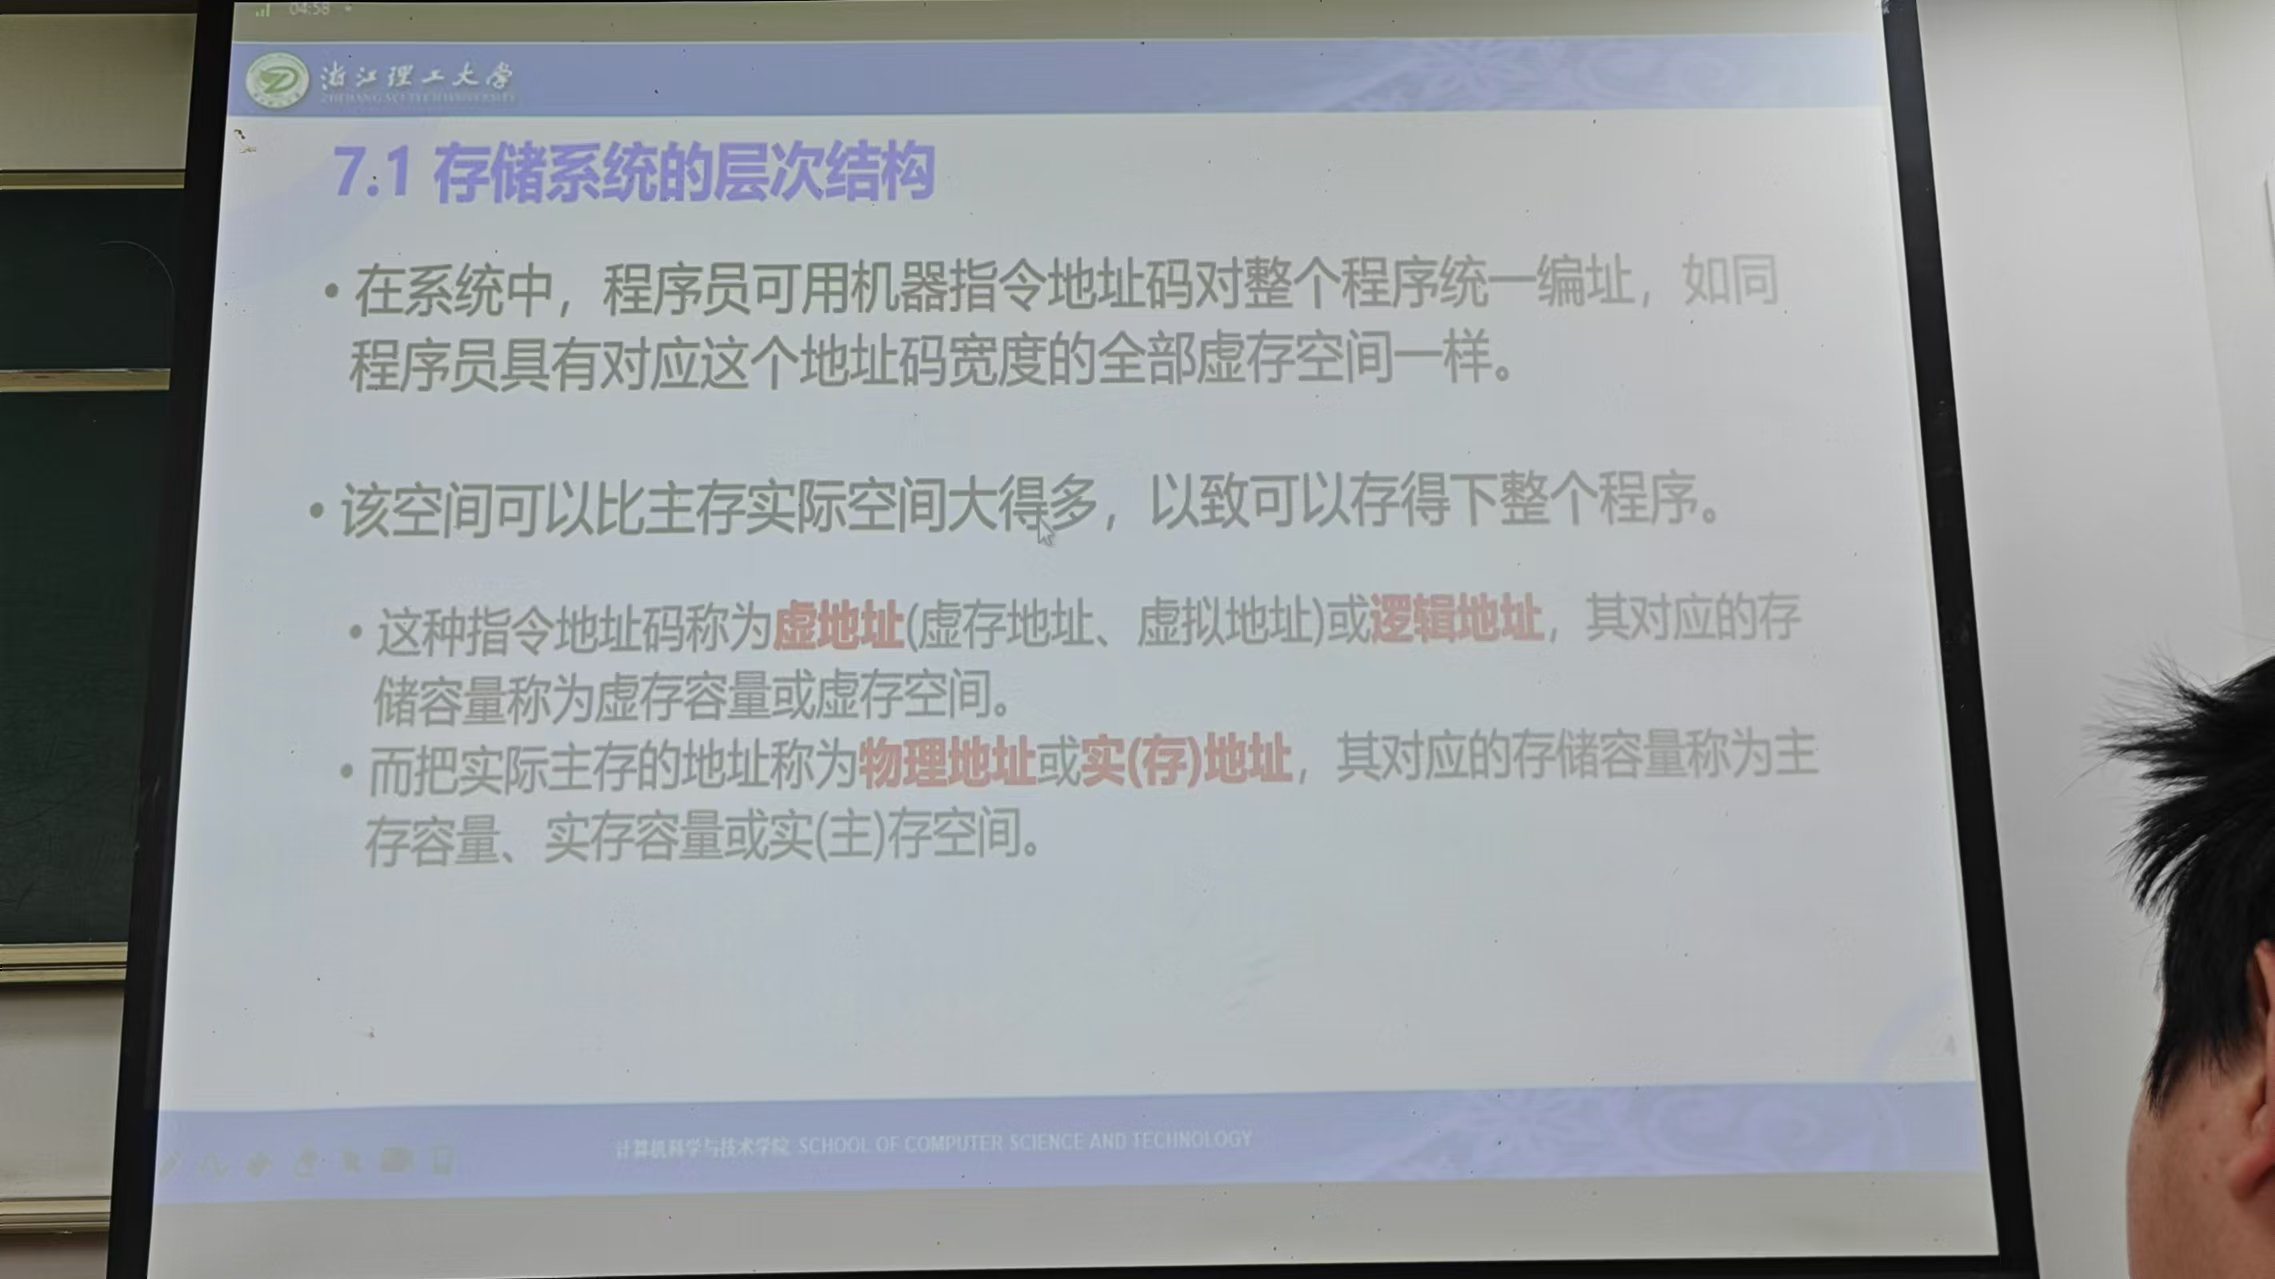 04:58
浙江理工大学
ZHEJIANG SCI-TECH UNIVERSITY
7.1 存储系统的层次结构
• 在系统中，程序员可用机器指令地址码对整个程序统一编址，如同
程序员具有对应这个地址码宽度的全部虚存空间一样。
• 该空间可以比主存实际空间大得多，以致可以存得下整个程序。
• 这种指令地址码称为虚地址(虚存地址、虚拟地址)或逻辑地址，其对应的存
储容量称为虚存容量或虚存空间。
• 而把实际主存的地址称为物理地址或实(存)地址，其对应的存储容量称为主
存容量、实存容量或实(主)存空间。
4
计算机科学与技术学院 SCHOOL OF COMPUTER SCIENCE AND TECHNOLOGY